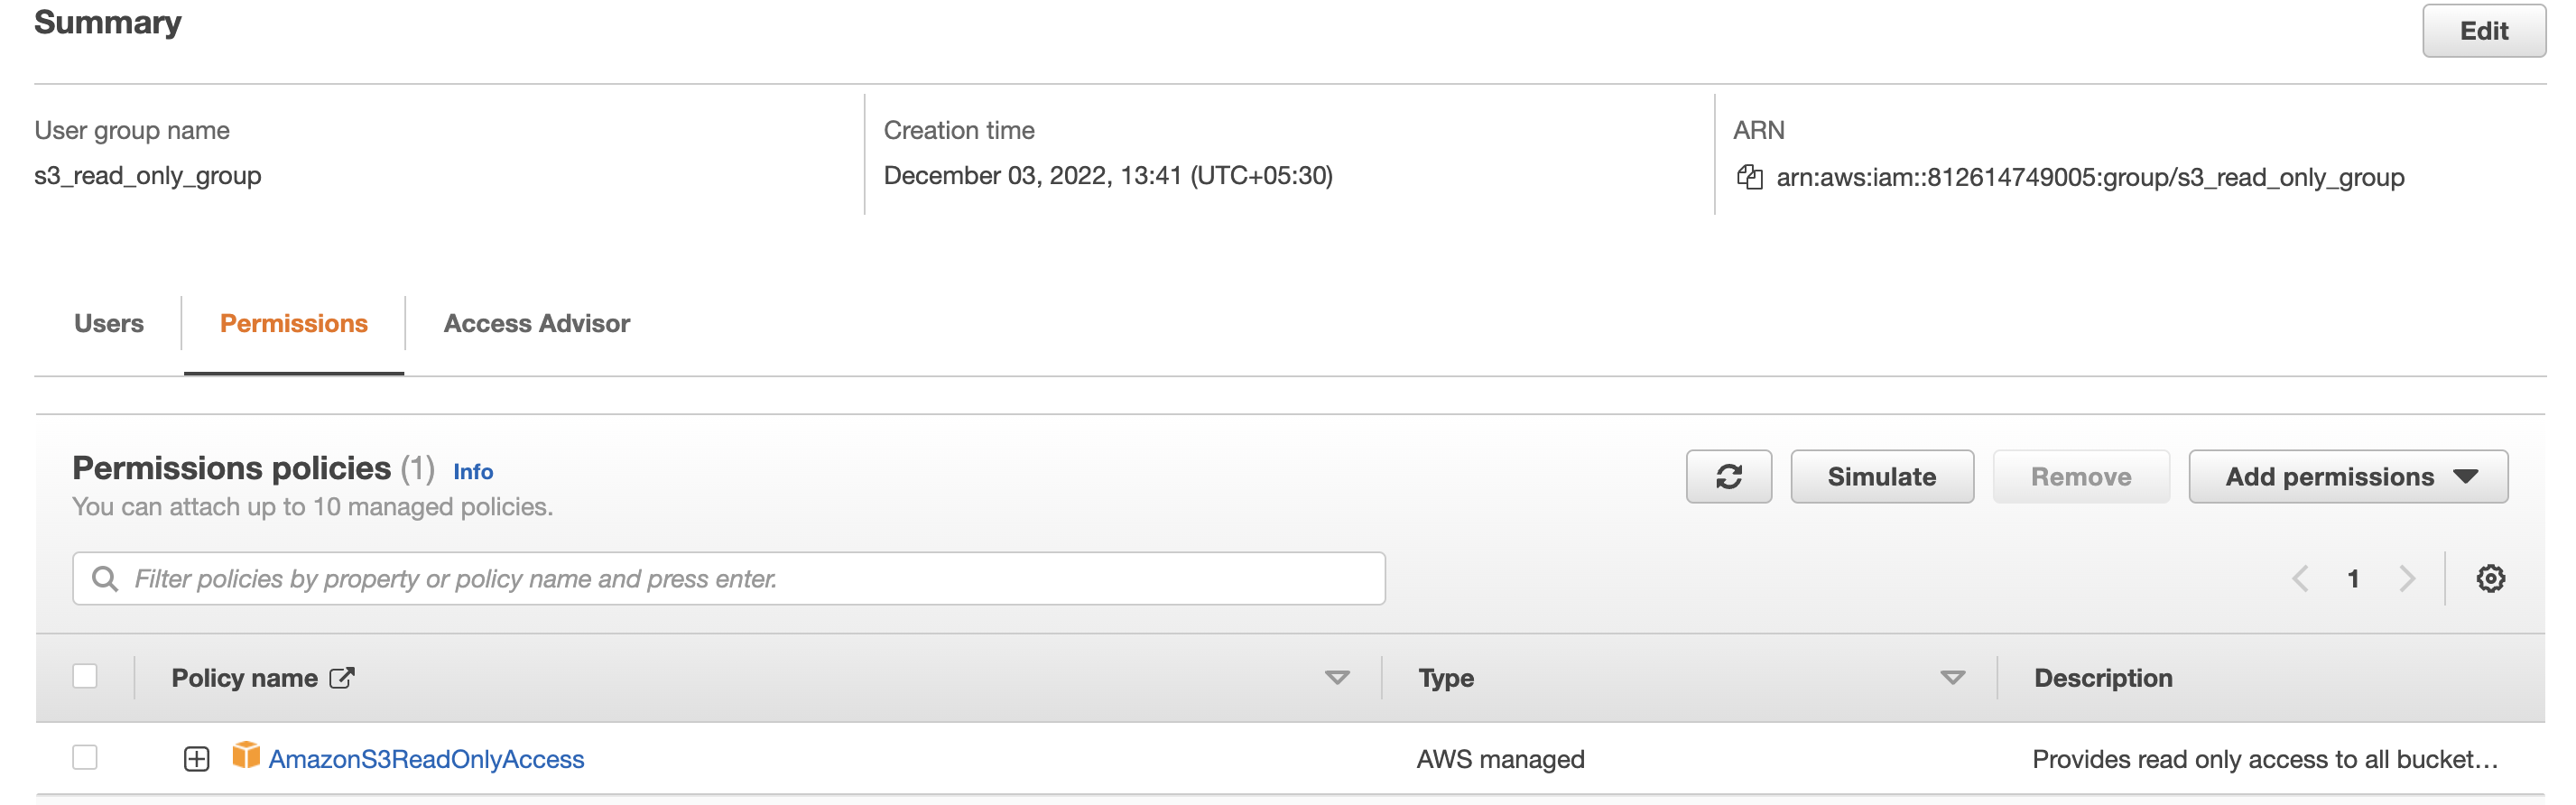 Summary
Edit
User group name
s3_read_only_group
Creation time
December 03, 2022, 13:41 (UTC+05:30)
ARN
arn:aws:iam::812614749005:group/s3_read_only_group
Users
Permissions
Access Advisor
Permissions policies (1) Info
You can attach up to 10 managed policies.
Simulate
Remove
Add permissions
Filter policies by property or policy name and press enter.
1
Policy name
Type
Description
AmazonS3ReadOnlyAccess
AWS managed
Provides read only access to all bucket...